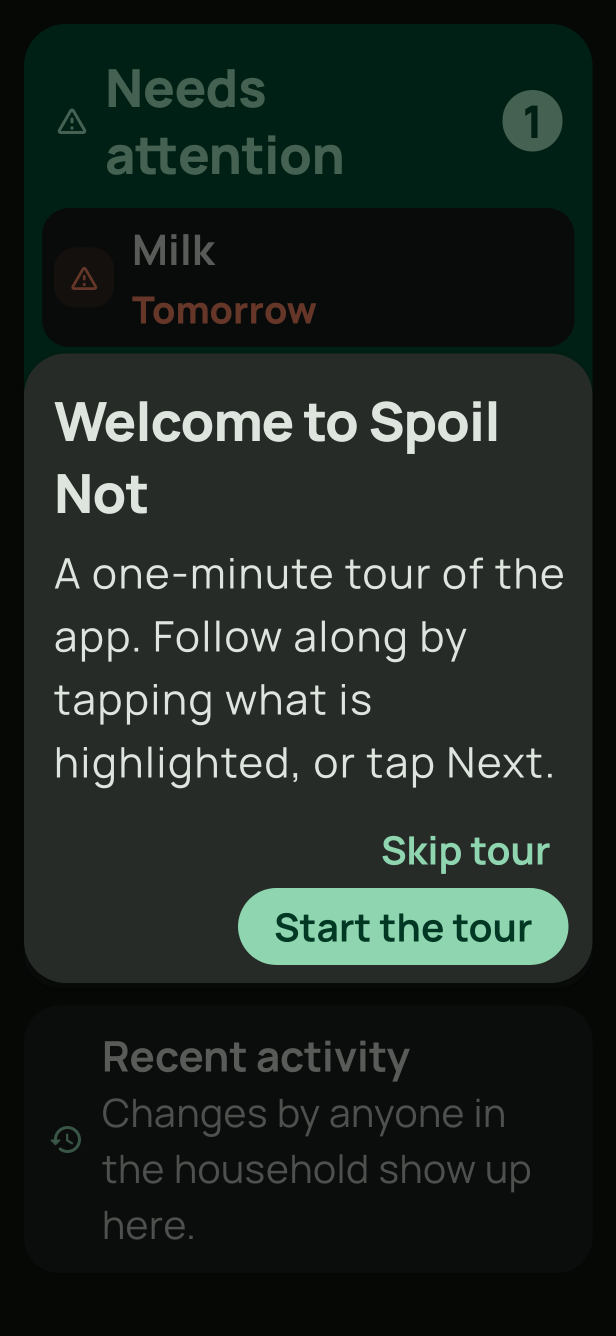 Needs
attention
1
Milk
Tomorrow
Welcome to Spoil
Not
A one-minute tour of the
app. Follow along by
tapping what is
highlighted, or tap Next.
Skip tour
Start the tour
Recent activity
Changes by anyone in
the household show up
here.